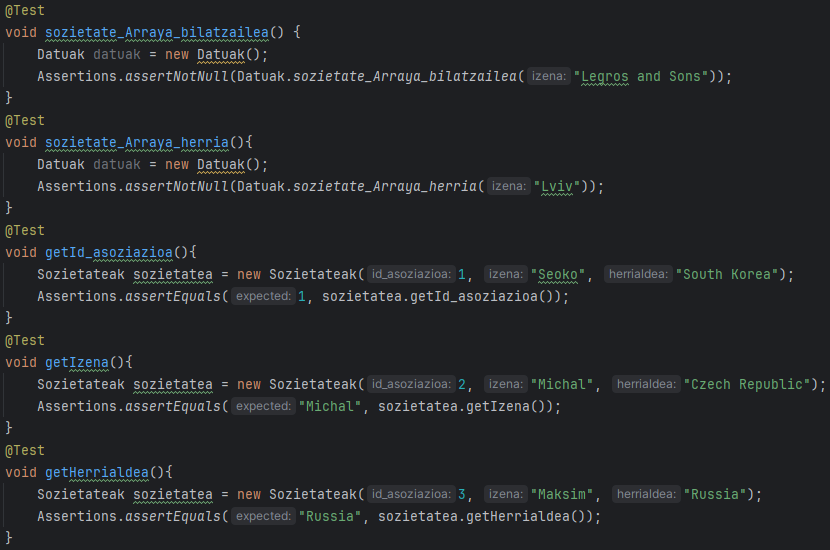 @Test
void sozietate_Arraya_bilatzailea() {
    Datuak datuak = new Datuak();
    Assertions.assertNotNull(Datuak.sozietate_Arraya_bilatzailea( izena: "Legros and Sons"));
}
@Test
void sozietate_Arraya_herria(){
    Datuak datuak = new Datuak();
    Assertions.assertNotNull(Datuak.sozietate_Arraya_herria( izena: "Lviv"));
}
@Test
void getId_asoziazioa(){
    Sozietateak sozietatea = new Sozietateak( id_asoziazioa: 1, izena: "Seoko", herrialdea: "South Korea");
    Assertions.assertEquals( expected: 1, sozietatea.getId_asoziazioa());
}
@Test
void getIzena(){
    Sozietateak sozietatea = new Sozietateak( id_asoziazioa: 2, izena: "Michal", herrialdea: "Czech Republic");
    Assertions.assertEquals( expected: "Michal", sozietatea.getIzena());
}
@Test
void getHerrialdea(){
    Sozietateak sozietatea = new Sozietateak( id_asoziazioa: 3, izena: "Maksim", herrialdea: "Russia");
    Assertions.assertEquals( expected: "Russia", sozietatea.getHerrialdea());
}